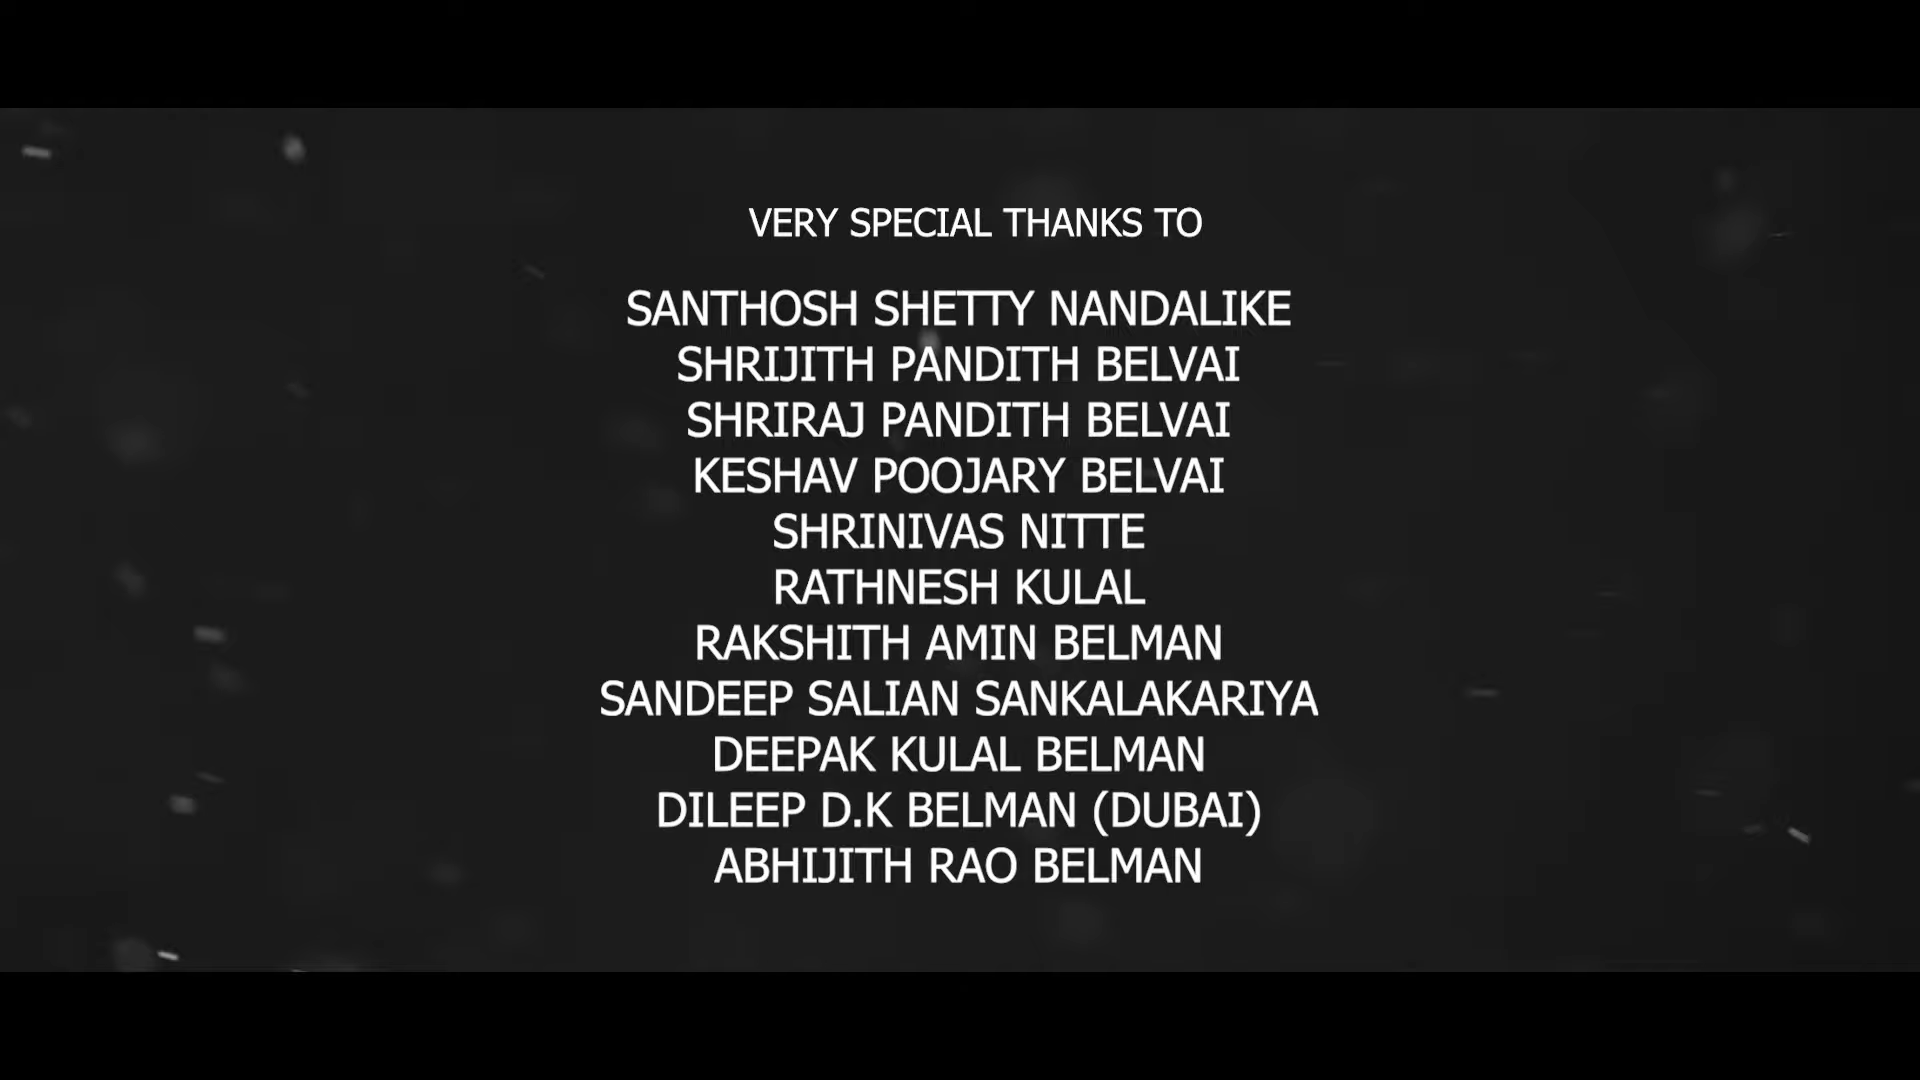 VERY SPECIAL THANKS TO
SANTHOSH SHETTY NANDALIKE
SHRIJITH PANDITH BELVAI
SHRIRAJ PANDITH BELVAI
KESHAV POOJARY BELVAI
SHRINIVAS NITTE
RATHNESH KULAL
RAKSHITH AMIN BELMAN
SANDEEP SALIAN SANKALAKARIYA
DEEPAK KULAL BELMAN
DILEEP D.K BELMAN (DUBAI)
ABHIJITH RAO BELMAN